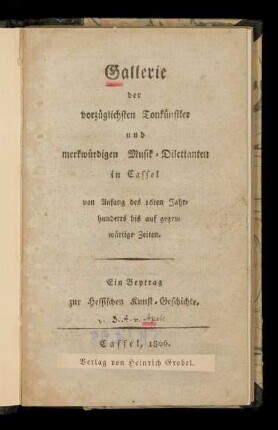 Gallerie
der
vorzüglichsten Tonkünstler
und
merkwürdigen Musik-Dilettanten
in Cassel
von Anfang des 16ten Jahr-
hunderts bis auf gegen-
wärtige Zeiten.
Ein Beytrag
zur Hessischen Kunst-Geschichte.
v. D. A. v. Apell
Cassel, 1806.
Verlag von Heinrich Grobel.